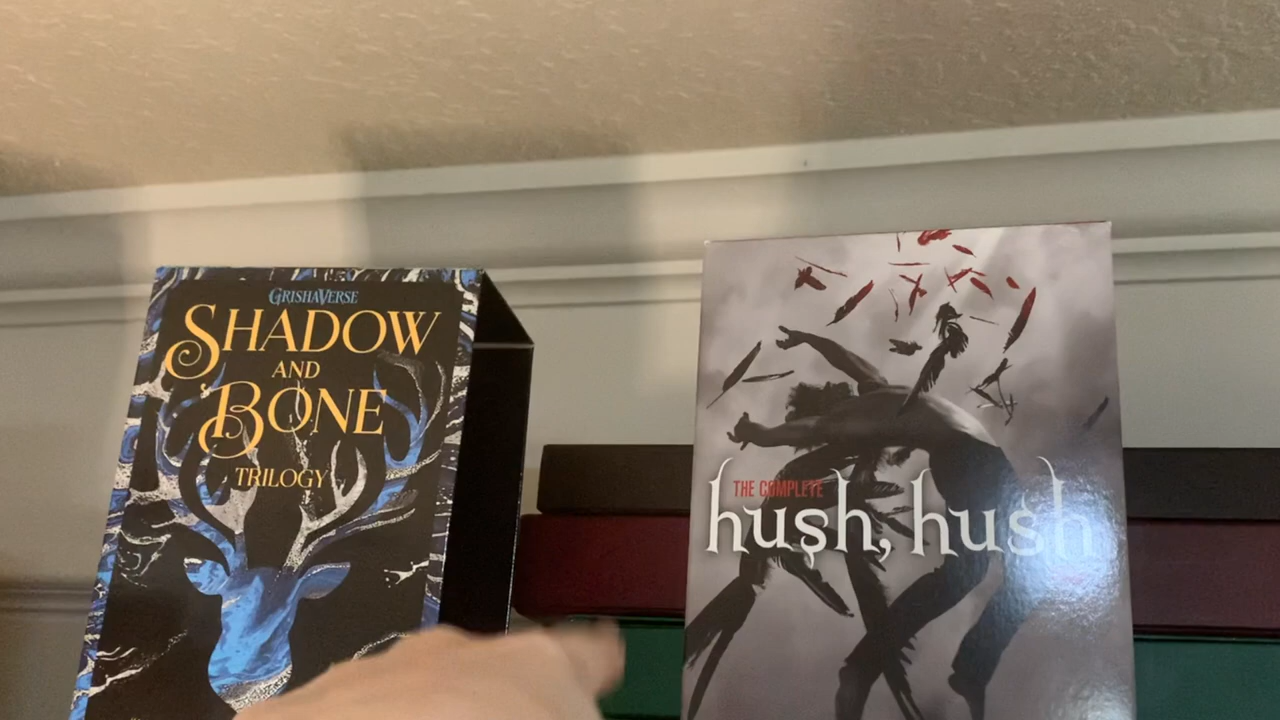 GRISHAVERSE
SHADOW
AND
BONE
TRILOGY
THE COMPLETE
hush, hush